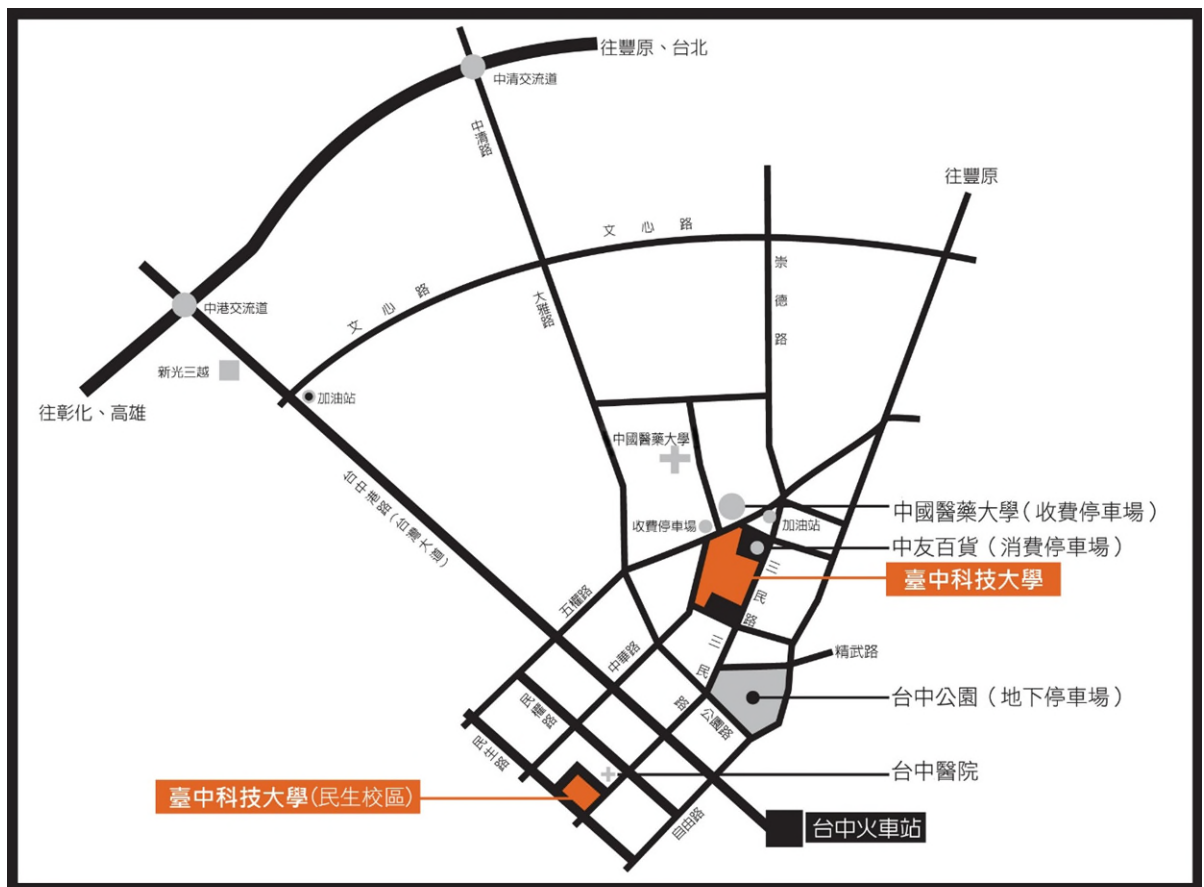 往豐原、台北
中清交流道
中清路
往豐原
文心路
崇德路
大雅路
中港交流道
文心路
新光三越
加油站
往彰化、高雄
中國醫藥大學
台中港路(台灣大道)
中國醫藥大學(收費停車場)
收費停車場
加油站
中友百貨(消費停車場)
臺中科技大學
三民路
五權路
中華路
三民路
精武路
台中公園(地下停車場)
公園路
民權路
民生路
台中醫院
臺中科技大學(民生校區)
自由路
台中火車站